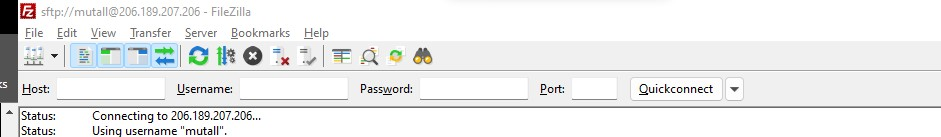 sftp://mutall@206.189.207.206 - FileZilla
File Edit View Transfer Server Bookmarks Help
Host: Username: Password: Port: Quickconnect
Status: Connecting to 206.189.207.206...
Status: Using username "mutall".